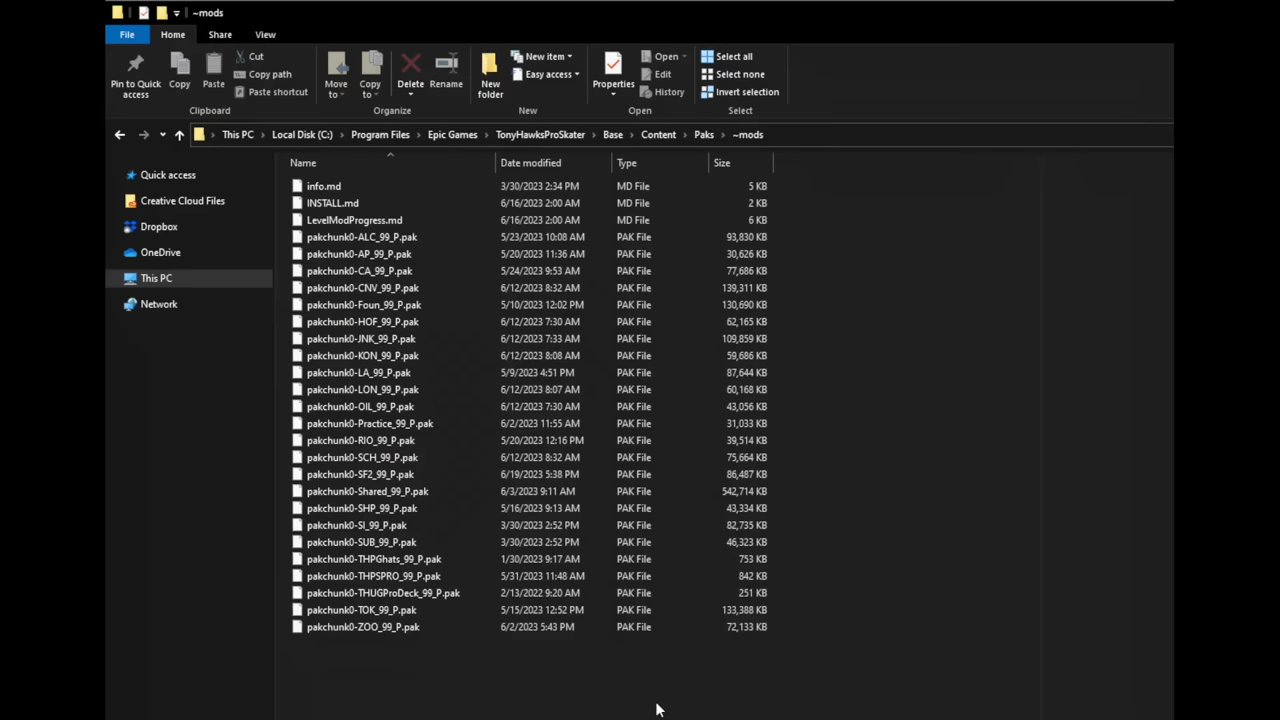 ~mods
File Home Share View
Pin to Quick access
Copy
Paste
Cut
Copy path
Paste shortcut
Clipboard
Move to
Copy to
Delete
Rename
Organize
New folder
New item
Easy access
New
Properties
Open
Edit
History
Open
Select all
Select none
Invert selection
Select
This PC > Local Disk (C:) > Program Files > Epic Games > TonyHawksProSkater > Base > Content > Paks > ~mods
Quick access
Creative Cloud Files
Dropbox
OneDrive
This PC
Network
Name Date modified Type Size
info.md 3/30/2023 2:34 PM MD File 5 KB
INSTALL.md 6/16/2023 2:00 AM MD File 2 KB
LevelModProgress.md 6/16/2023 2:00 AM MD File 6 KB
pakchunk0-ALC_99_P.pak 5/23/2023 10:08 AM PAK File 93,830 KB
pakchunk0-AP_99_P.pak 5/20/2023 11:36 AM PAK File 30,626 KB
pakchunk0-CA_99_P.pak 5/24/2023 9:53 AM PAK File 77,686 KB
pakchunk0-CNV_99_P.pak 6/12/2023 8:32 AM PAK File 139,311 KB
pakchunk0-Foun_99_P.pak 5/10/2023 12:02 PM PAK File 130,690 KB
pakchunk0-HOF_99_P.pak 6/12/2023 7:30 AM PAK File 62,165 KB
pakchunk0-JNK_99_P.pak 6/12/2023 7:33 AM PAK File 109,859 KB
pakchunk0-KON_99_P.pak 6/12/2023 8:08 AM PAK File 59,686 KB
pakchunk0-LA_99_P.pak 5/9/2023 4:51 PM PAK File 87,644 KB
pakchunk0-LON_99_P.pak 6/12/2023 8:07 AM PAK File 60,168 KB
pakchunk0-OIL_99_P.pak 6/12/2023 7:30 AM PAK File 43,056 KB
pakchunk0-Practice_99_P.pak 6/2/2023 11:55 AM PAK File 31,033 KB
pakchunk0-RIO_99_P.pak 5/20/2023 12:16 PM PAK File 39,514 KB
pakchunk0-SCH_99_P.pak 6/12/2023 8:32 AM PAK File 75,664 KB
pakchunk0-SF2_99_P.pak 6/19/2023 5:38 PM PAK File 86,487 KB
pakchunk0-Shared_99_P.pak 6/3/2023 9:11 AM PAK File 542,714 KB
pakchunk0-SHP_99_P.pak 5/16/2023 9:13 AM PAK File 43,334 KB
pakchunk0-SI_99_P.pak 3/30/2023 2:52 PM PAK File 82,735 KB
pakchunk0-SUB_99_P.pak 3/30/2023 2:52 PM PAK File 46,323 KB
pakchunk0-THPGhats_99_P.pak 1/30/2023 9:17 AM PAK File 753 KB
pakchunk0-THPSPRO_99_P.pak 5/31/2023 11:48 AM PAK File 842 KB
pakchunk0-THUGProDeck_99_P.pak 2/13/2022 9:20 AM PAK File 251 KB
pakchunk0-TOK_99_P.pak 5/15/2023 12:52 PM PAK File 133,388 KB
pakchunk0-ZOO_99_P.pak 6/2/2023 5:43 PM PAK File 72,133 KB